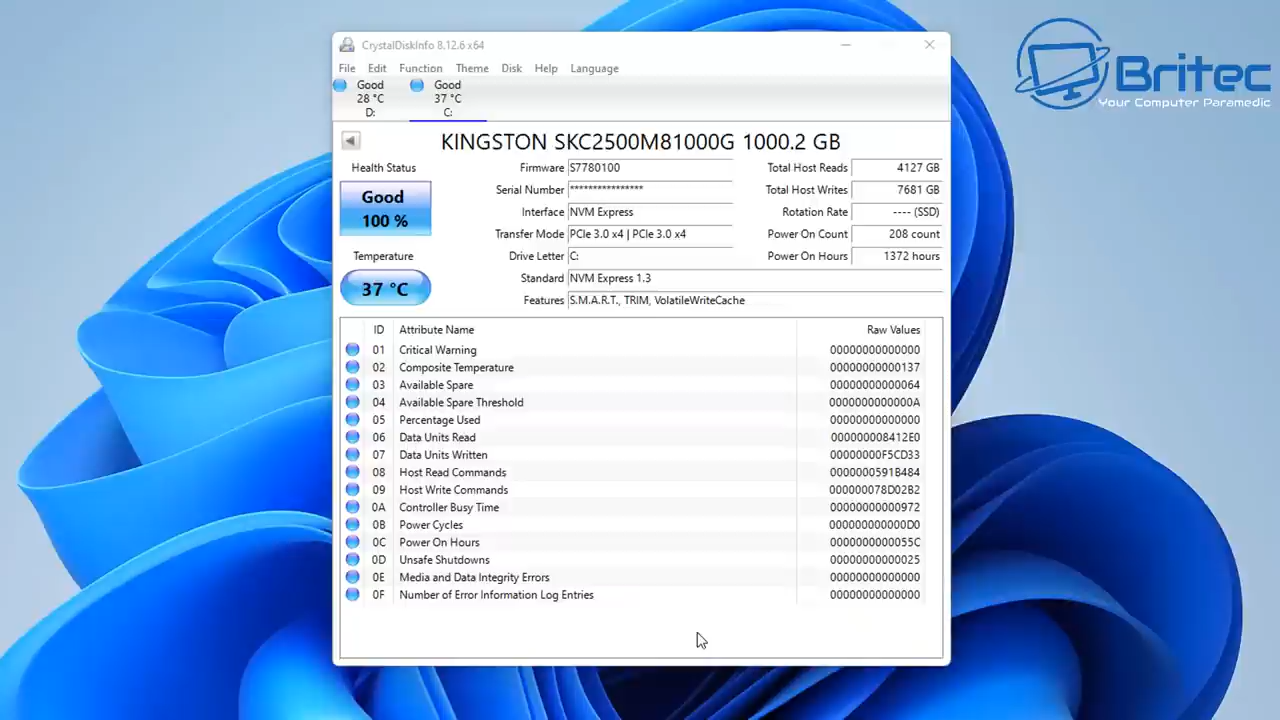 CrystalDiskInfo 8.12.6 x64
File Edit Function Theme Disk Help Language
Good Good
28 °C 37 °C
D: C:
KINGSTON SKC2500M81000G 1000.2 GB
Health Status
Good
100 %
Temperature
37 °C
Firmware S7780100
Serial Number ****************
Interface NVM Express
Transfer Mode PCIe 3.0 x4 | PCIe 3.0 x4
Drive Letter C:
Standard NVM Express 1.3
Features S.M.A.R.T., TRIM, VolatileWriteCache
Total Host Reads 4127 GB
Total Host Writes 7681 GB
Rotation Rate ---- (SSD)
Power On Count 208 count
Power On Hours 1372 hours
ID Attribute Name Raw Values
01 Critical Warning 00000000000000
02 Composite Temperature 00000000000137
03 Available Spare 00000000000064
04 Available Spare Threshold 0000000000000A
05 Percentage Used 00000000000000
06 Data Units Read 000000008412E0
07 Data Units Written 00000000F5CD33
08 Host Read Commands 0000000591B484
09 Host Write Commands 000000078D02B2
0A Controller Busy Time 00000000000972
0B Power Cycles 000000000000D0
0C Power On Hours 0000000000055C
0D Unsafe Shutdowns 00000000000025
0E Media and Data Integrity Errors 00000000000000
0F Number of Error Information Log Entries 00000000000000
Britec
Your Computer Paramedic